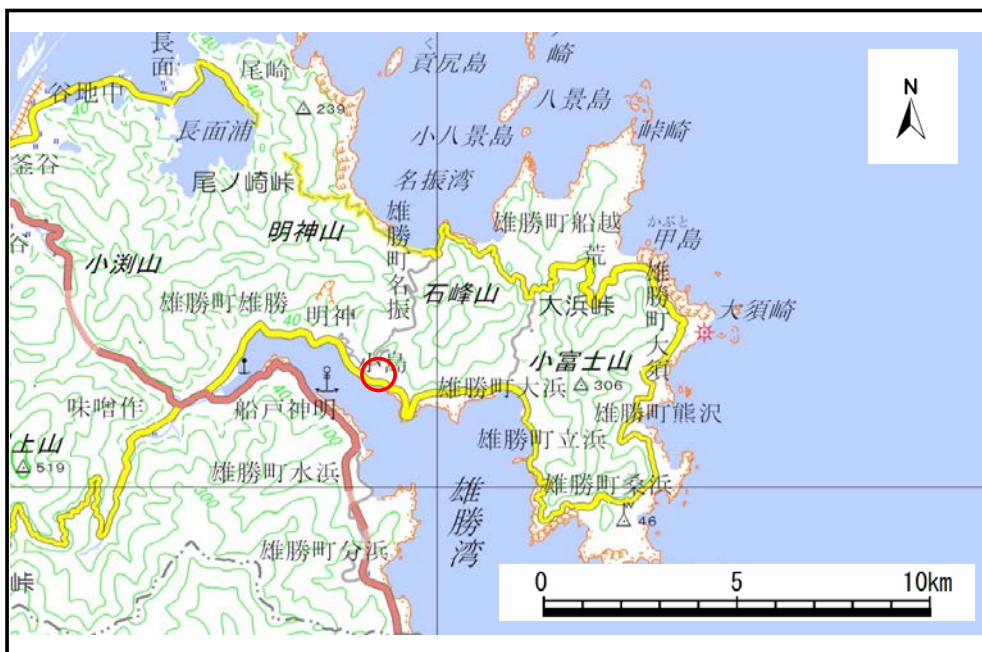 長面
尾崎
く
貢尻島
崎
八景島
N
谷地中
239
長面浦
小八景島
峠崎
釜谷
尾ノ崎峠
名振湾
明神山
雄勝町名振
雄勝町船越
かぶと
甲島
荒
谷
小渕山
石峰山
雄勝町大須
大須崎
雄勝町雄勝
明神
大浜峠
小島
小富士山
306
味噌作
船戸神明
雄勝町大浜
雄勝町熊沢
上山
519
雄勝町立浜
雄勝町水浜
雄勝町桑浜
雄勝湾
46
雄勝町分浜
峠
0 5 10km